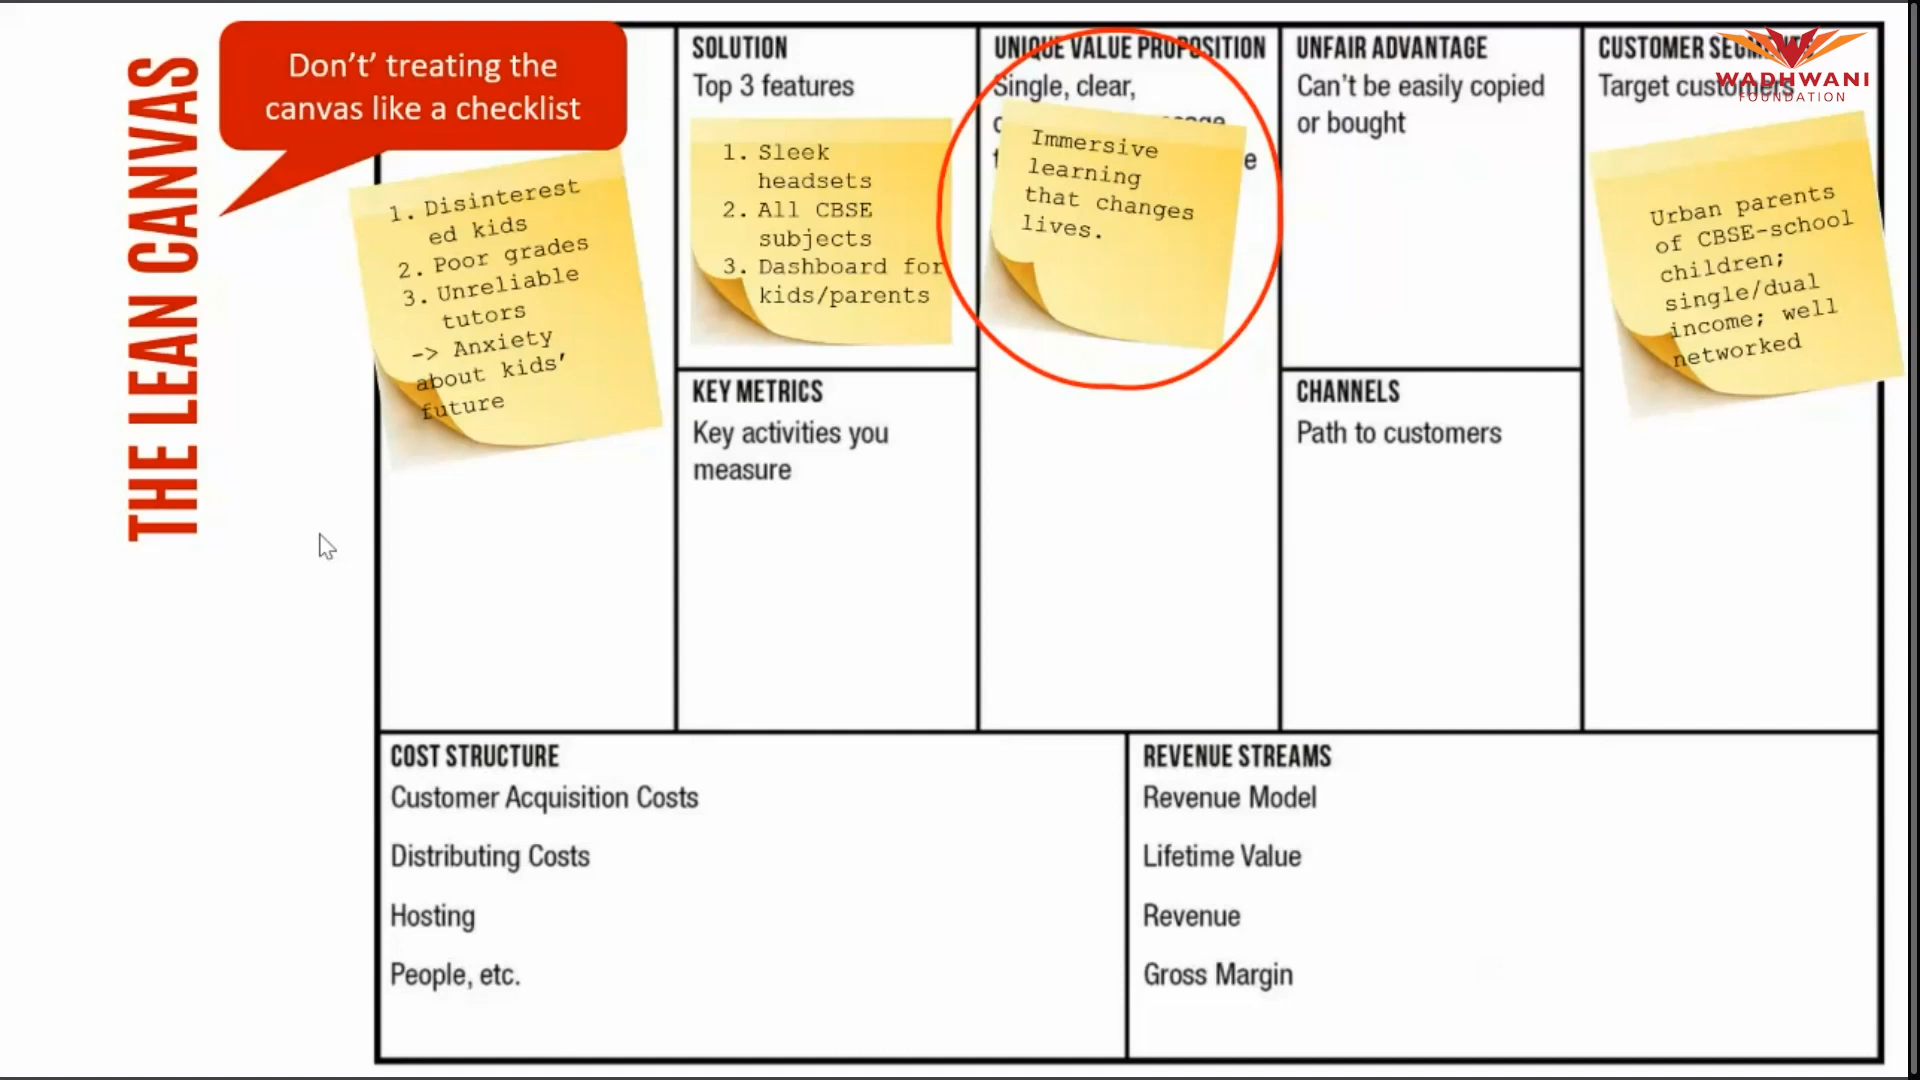 THE LEAN CANVAS
Don't' treating the
canvas like a checklist
1. Disinterest
ed kids
2. Poor grades
3. Unreliable
tutors
-> Anxiety
about kids'
future
SOLUTION
Top 3 features
1. Sleek
headsets
2. All CBSE
subjects
3. Dashboard for
kids/parents
KEY METRICS
Key activities you
measure
UNIQUE VALUE PROPOSITION
Single, clear,
Immersive
learning
that changes
lives.
UNFAIR ADVANTAGE
Can't be easily copied
or bought
CHANNELS
Path to customers
CUSTOMER SEGMENTS
Target customers
WADHWANI
FOUNDATION
Urban parents
of CBSE-school
children;
single/dual
income; well
networked
COST STRUCTURE
Customer Acquisition Costs
Distributing Costs
Hosting
People, etc.
REVENUE STREAMS
Revenue Model
Lifetime Value
Revenue
Gross Margin